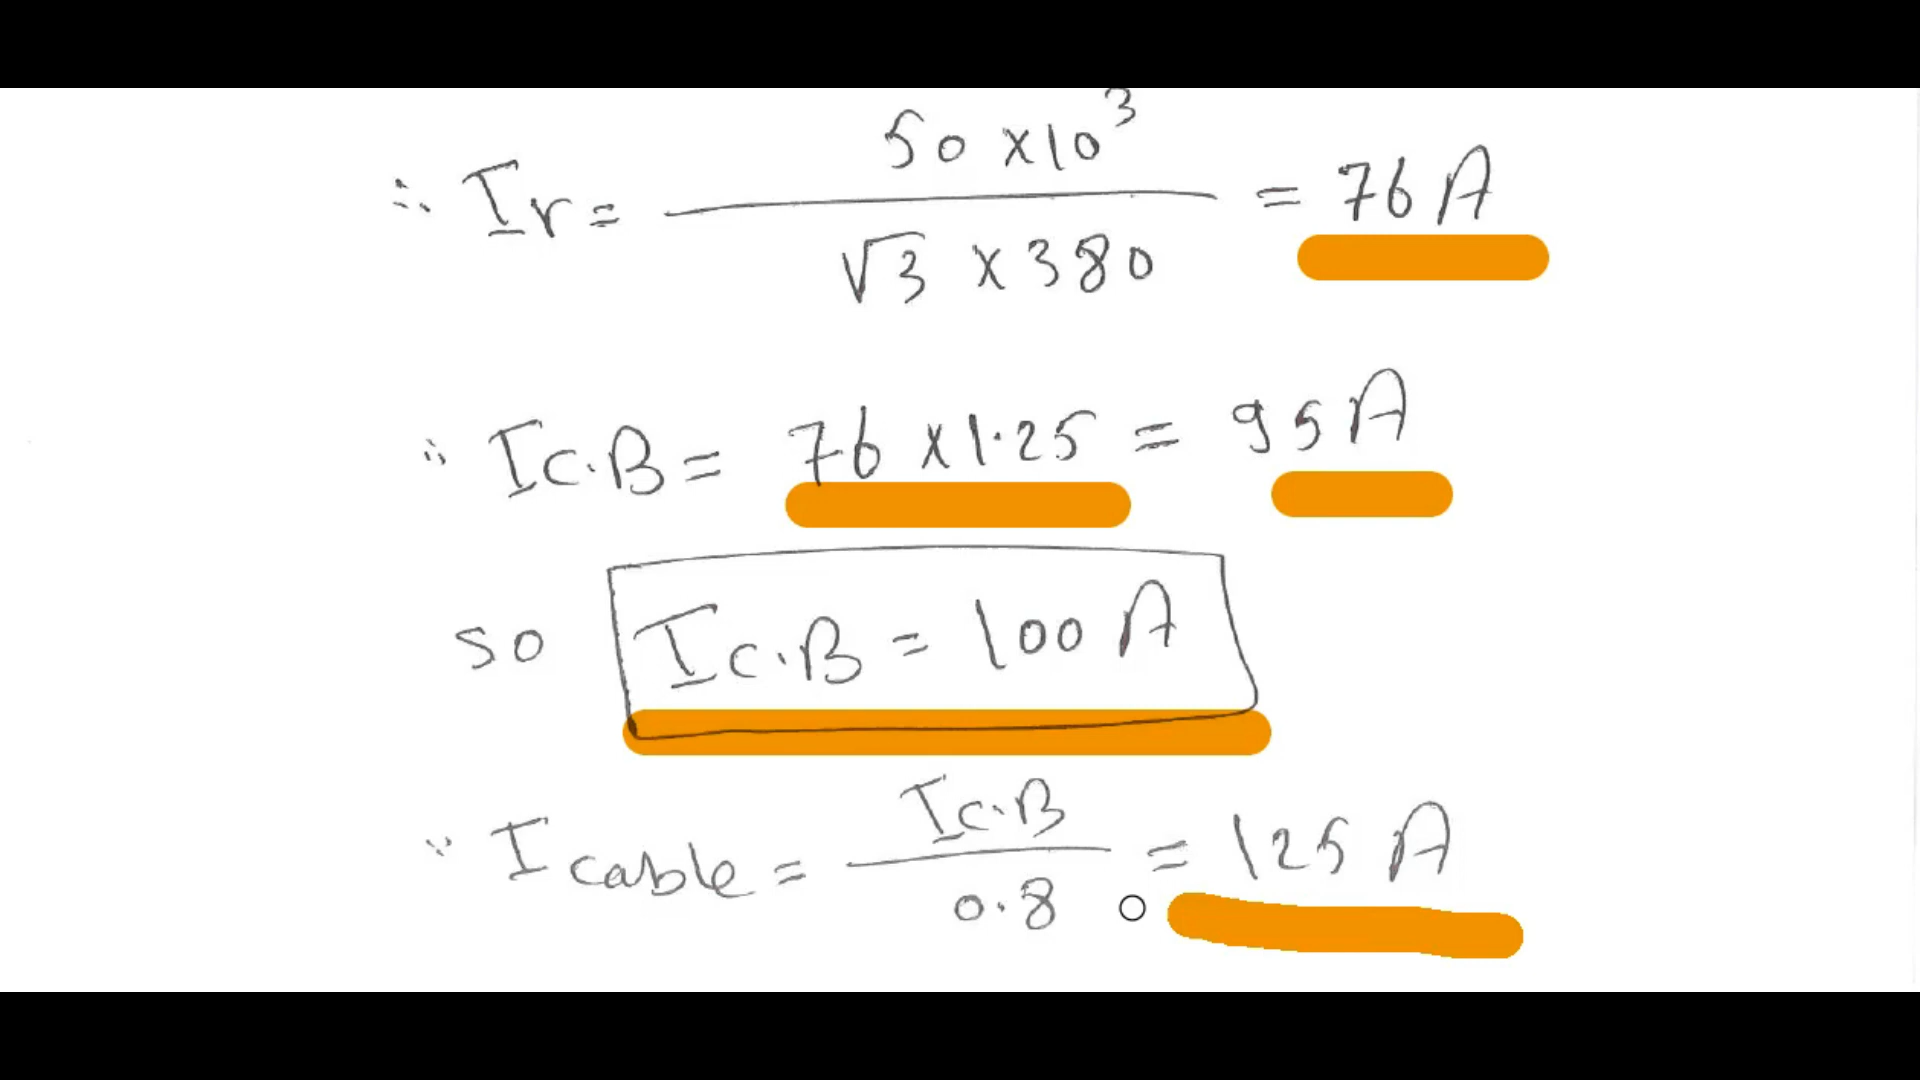 ∴ Ir = 50 x10³ / √3 x 380 = 76 A
∴ Ic.B = 76 x 1.25 = 95 A
so Ic.B = 100 A
∵ Icable = Ic.B / 0.8 = 125 A